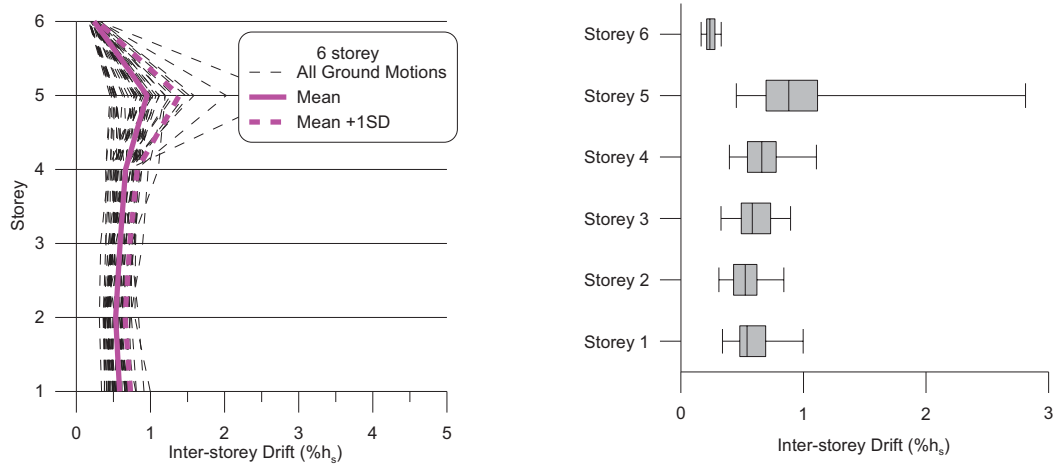 6
5
4
3
2
1
Storey
0 1 2 3 4 5
Inter-storey Drift (%hs)
6 storey
All Ground Motions
Mean
Mean +1SD
Storey 6
Storey 5
Storey 4
Storey 3
Storey 2
Storey 1
0 1 2 3
Inter-storey Drift (%hs)